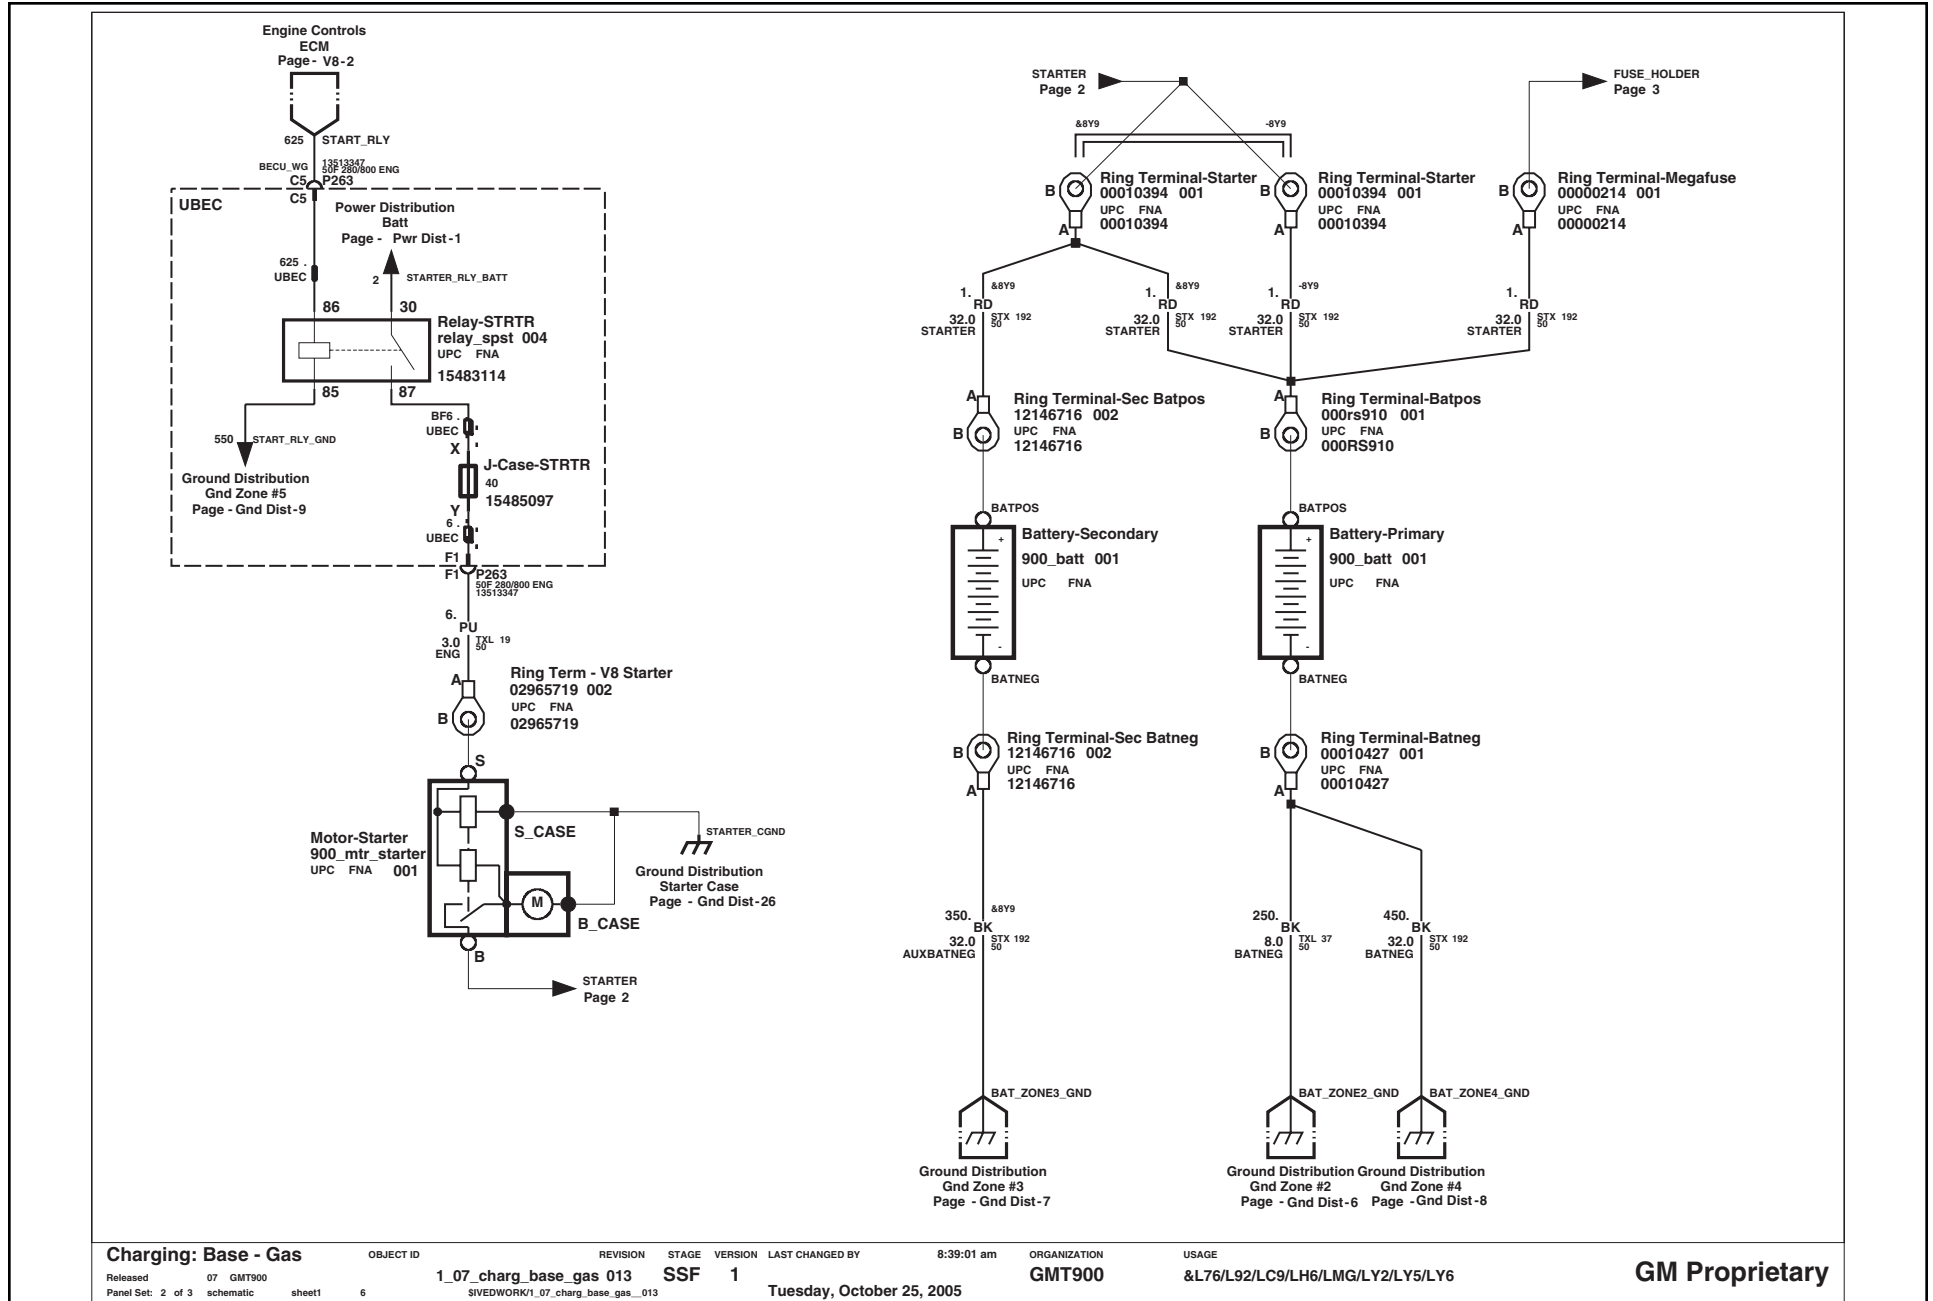 Engine Controls
ECM
Page - V8-2
625 START_RLY
BECU_WG
13513347
50F 280/800 ENG
C5 P263
C5
UBEC
Power Distribution
Batt
Page - Pwr Dist-1
625 .
UBEC
2 STARTER_RLY_BATT
86 30
Relay-STRTR
relay_spst 004
UPC FNA
15483114
85 87
550 START_RLY_GND
Ground Distribution
Gnd Zone #5
Page - Gnd Dist-9
BF6 .
UBEC
X
J-Case-STRTR
40
15485097
Y
6 .
UBEC
F1
F1 P263
50F 280/800 ENG
13513347
6.
PU
3.0 TXL 19
ENG 50
Ring Term - V8 Starter
02965719 002
UPC FNA
02965719
A
B
S
Motor-Starter
900_mtr_starter
UPC FNA 001
S_CASE
M
B_CASE
B
STARTER_CGND
Ground Distribution
Starter Case
Page - Gnd Dist-26
STARTER
Page 2
STARTER
Page 2
FUSE_HOLDER
Page 3
&8Y9 -8Y9
B
Ring Terminal-Starter
00010394 001
UPC FNA
00010394
A
B
Ring Terminal-Starter
00010394 001
UPC FNA
00010394
A
B
Ring Terminal-Megafuse
00000214 001
UPC FNA
00000214
A
1. &8Y9
RD
32.0 STX 192
STARTER 50
1. &8Y9
RD
32.0 STX 192
STARTER 50
1. -8Y9
RD
32.0 STX 192
STARTER 50
1.
RD
32.0 STX 192
STARTER 50
A
Ring Terminal-Sec Batpos
12146716 002
UPC FNA
12146716
B
A
Ring Terminal-Batpos
000rs910 001
UPC FNA
000RS910
B
BATPOS
Battery-Secondary
+
900_batt 001
UPC FNA
-
BATNEG
BATPOS
Battery-Primary
+
900_batt 001
UPC FNA
-
BATNEG
B
Ring Terminal-Sec Batneg
12146716 002
UPC FNA
12146716
A
B
Ring Terminal-Batneg
00010427 001
UPC FNA
00010427
A
350. &8Y9
BK
32.0 STX 192
AUXBATNEG 50
250.
BK
8.0 TXL 37
BATNEG 50
450.
BK
32.0 STX 192
BATNEG 50
BAT_ZONE3_GND
Ground Distribution
Gnd Zone #3
Page - Gnd Dist-7
BAT_ZONE2_GND
Ground Distribution
Gnd Zone #2
Page - Gnd Dist-6
BAT_ZONE4_GND
Ground Distribution
Gnd Zone #4
Page - Gnd Dist-8
Charging: Base - Gas
Released 07 GMT900
Panel Set: 2 of 3 schematic sheet1 6
OBJECT ID REVISION STAGE VERSION LAST CHANGED BY 8:39:01 am ORGANIZATION USAGE
1_07_charg_base_gas 013 SSF 1 GMT900 &L76/L92/LC9/LH6/LMG/LY2/LY5/LY6
$IVEDWORK/1_07_charg_base_gas__013
Tuesday, October 25, 2005
GM Proprietary